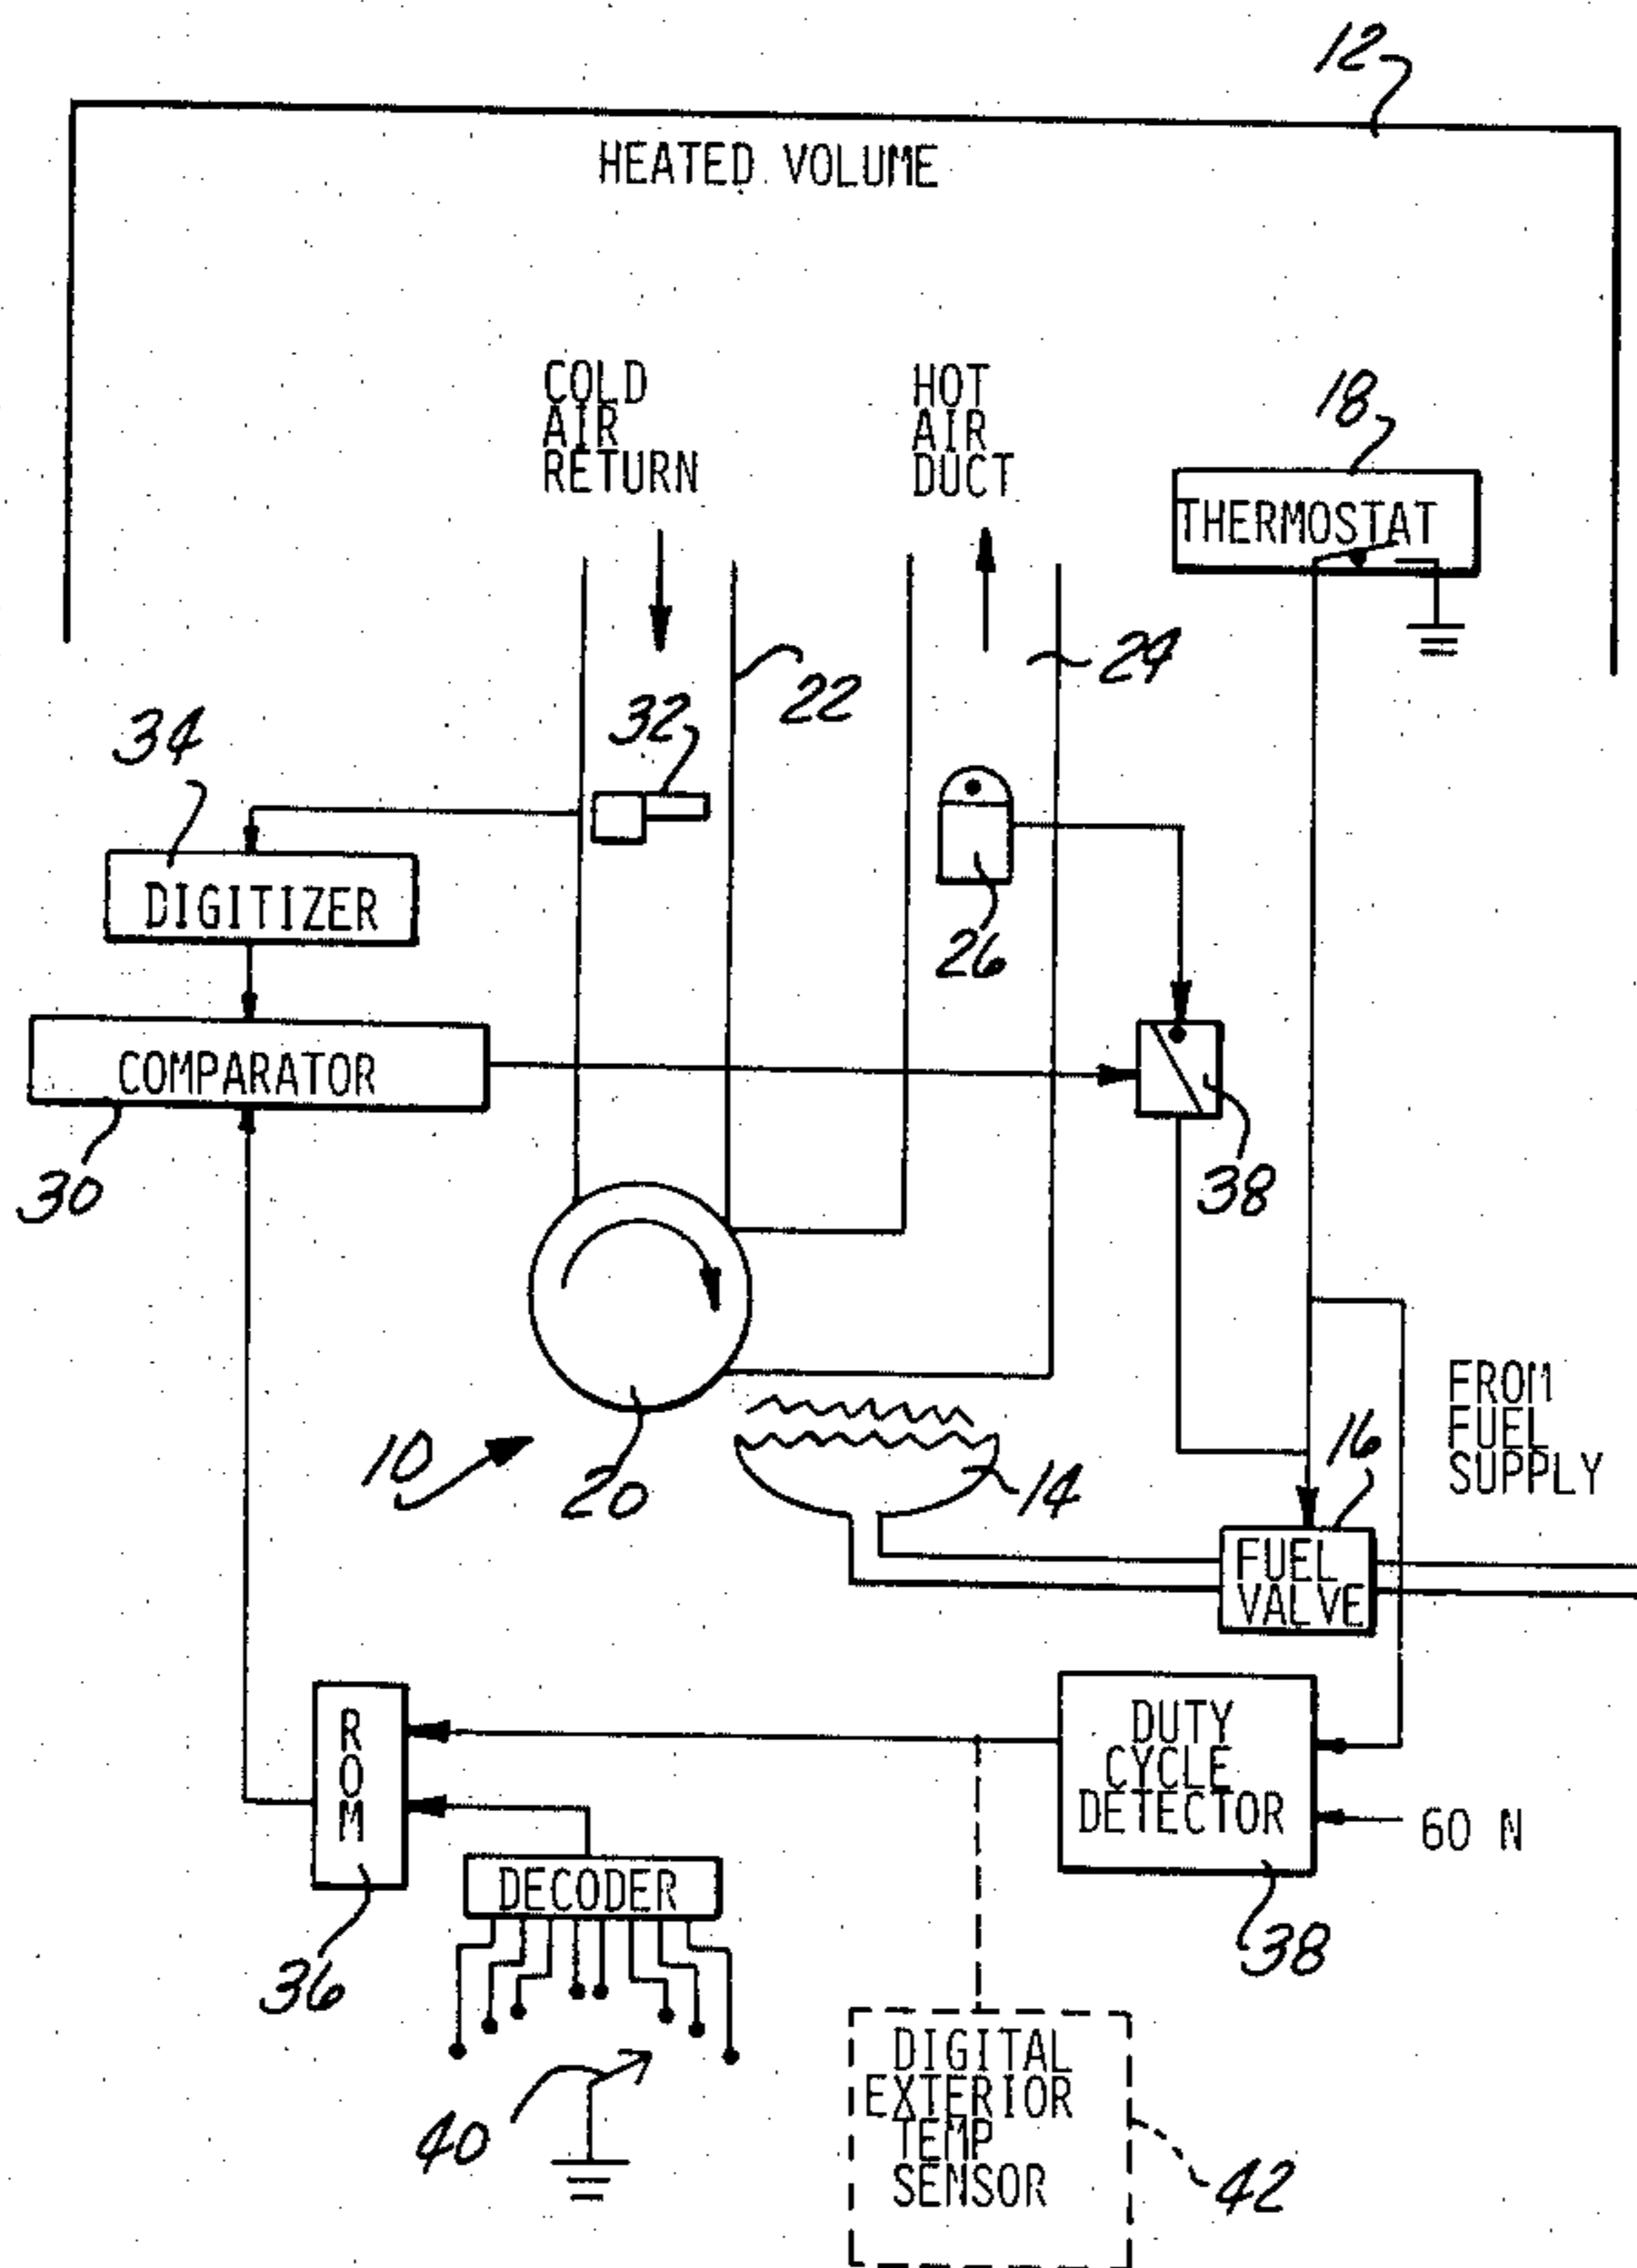 12
HEATED VOLUME
COLD
AIR
RETURN
HOT
AIR
DUCT
18
THERMOSTAT
22
24
32
34
DIGITIZER
26
COMPARATOR
30
38
10
20
14
FROM
FUEL
SUPPLY
16
FUEL
VALVE
ROM
36
DUTY
CYCLE
DETECTOR
60 N
38
DECODER
40
DIGITAL
EXTERIOR
TEMP
SENSOR
42